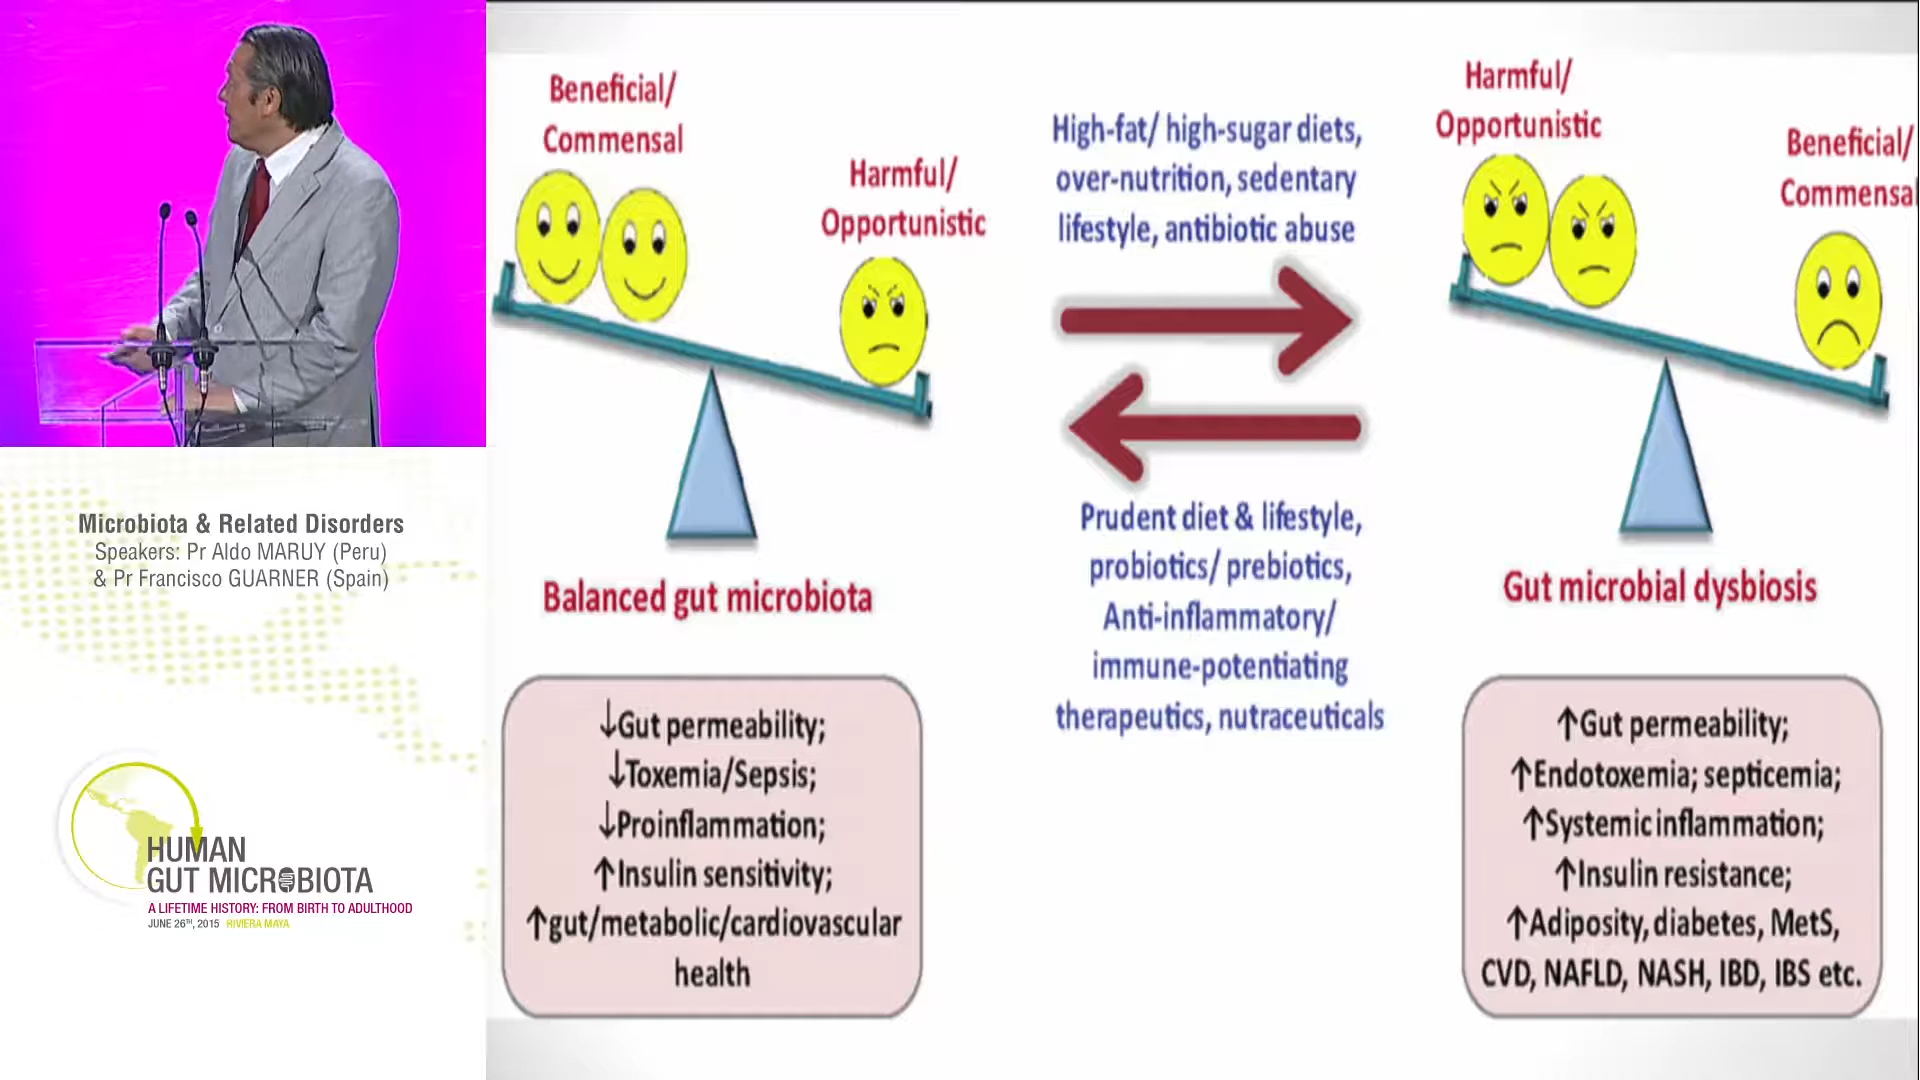 Microbiota & Related Disorders
Speakers: Pr Aldo MARUY (Peru)
& Pr Francisco GUARNER (Spain)
HUMAN
GUT MICROBIOTA
A LIFETIME HISTORY: FROM BIRTH TO ADULTHOOD
JUNE 26TH, 2015 RIVIERA MAYA
Beneficial/
Commensal
Harmful/
Opportunistic
Balanced gut microbiota
↓Gut permeability;
↓Toxemia/Sepsis;
↓Proinflammation;
↑Insulin sensitivity;
↑gut/metabolic/cardiovascular
health
High-fat/ high-sugar diets,
over-nutrition, sedentary
lifestyle, antibiotic abuse
Prudent diet & lifestyle,
probiotics/ prebiotics,
Anti-inflammatory/
immune-potentiating
therapeutics, nutraceuticals
Harmful/
Opportunistic
Beneficial/
Commensal
Gut microbial dysbiosis
↑Gut permeability;
↑Endotoxemia; septicemia;
↑Systemic inflammation;
↑Insulin resistance;
↑Adiposity, diabetes, MetS,
CVD, NAFLD, NASH, IBD, IBS etc.